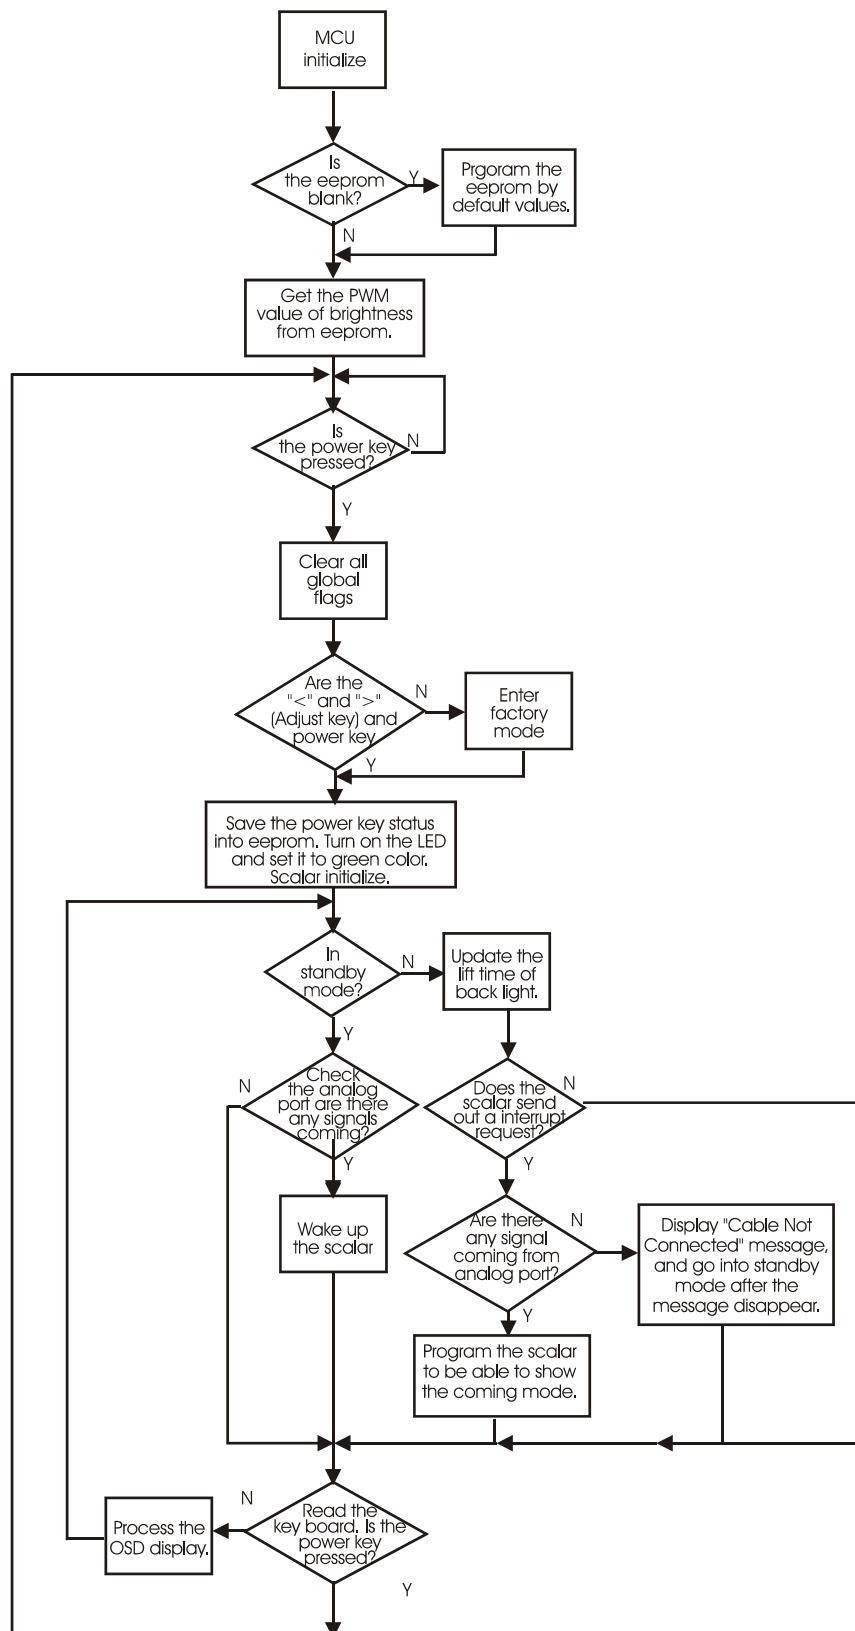 MCU
initialize
Is
the eeprom
blank?
Y
Prgoram the
eeprom by
default values.
N
Get the PWM
value of brightness
from eeprom.
Is
the power key
pressed?
N
Y
Clear all
global
flags
Are the
"<" and ">"
(Adjust key) and
power key
N
Enter
factory
mode
Y
Save the power key status
into eeprom. Turn on the LED
and set it to green color.
Scalar initialize.
In
standby
mode?
N
Update the
lift time of
back light.
Y
N
Check
the analog
port are there
any signals
coming?
Does the
scalar send
out a interrupt
request?
N
Y
Y
Wake up
the scalar
Are there
any signal
coming from
analog port?
N
Display "Cable Not
Connected" message,
and go into standby
mode after the
message disappear.
Y
Program the scalar
to be able to show
the coming mode.
N
Process the
OSD display.
Read the
key board. Is the
power key
pressed?
Y